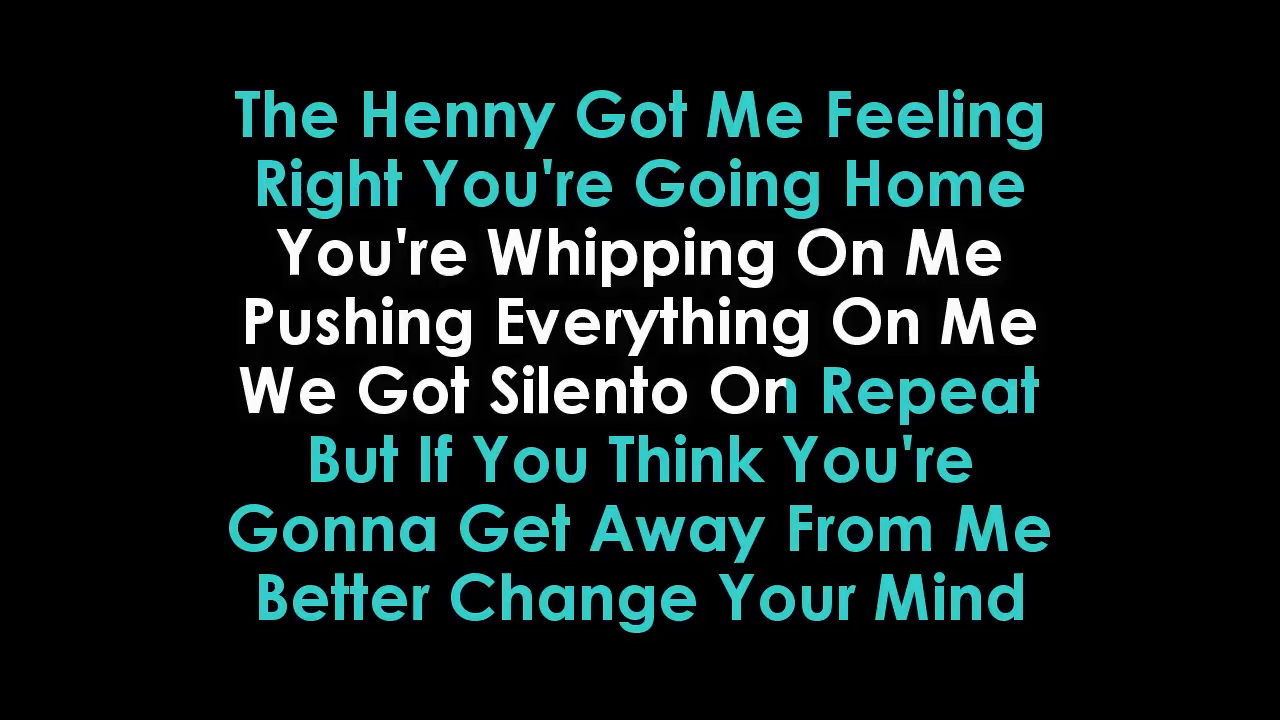 The Henny Got Me Feeling
Right You're Going Home
You're Whipping On Me
Pushing Everything On Me
We Got Silento On Repeat
But If You Think You're
Gonna Get Away From Me
Better Change Your Mind